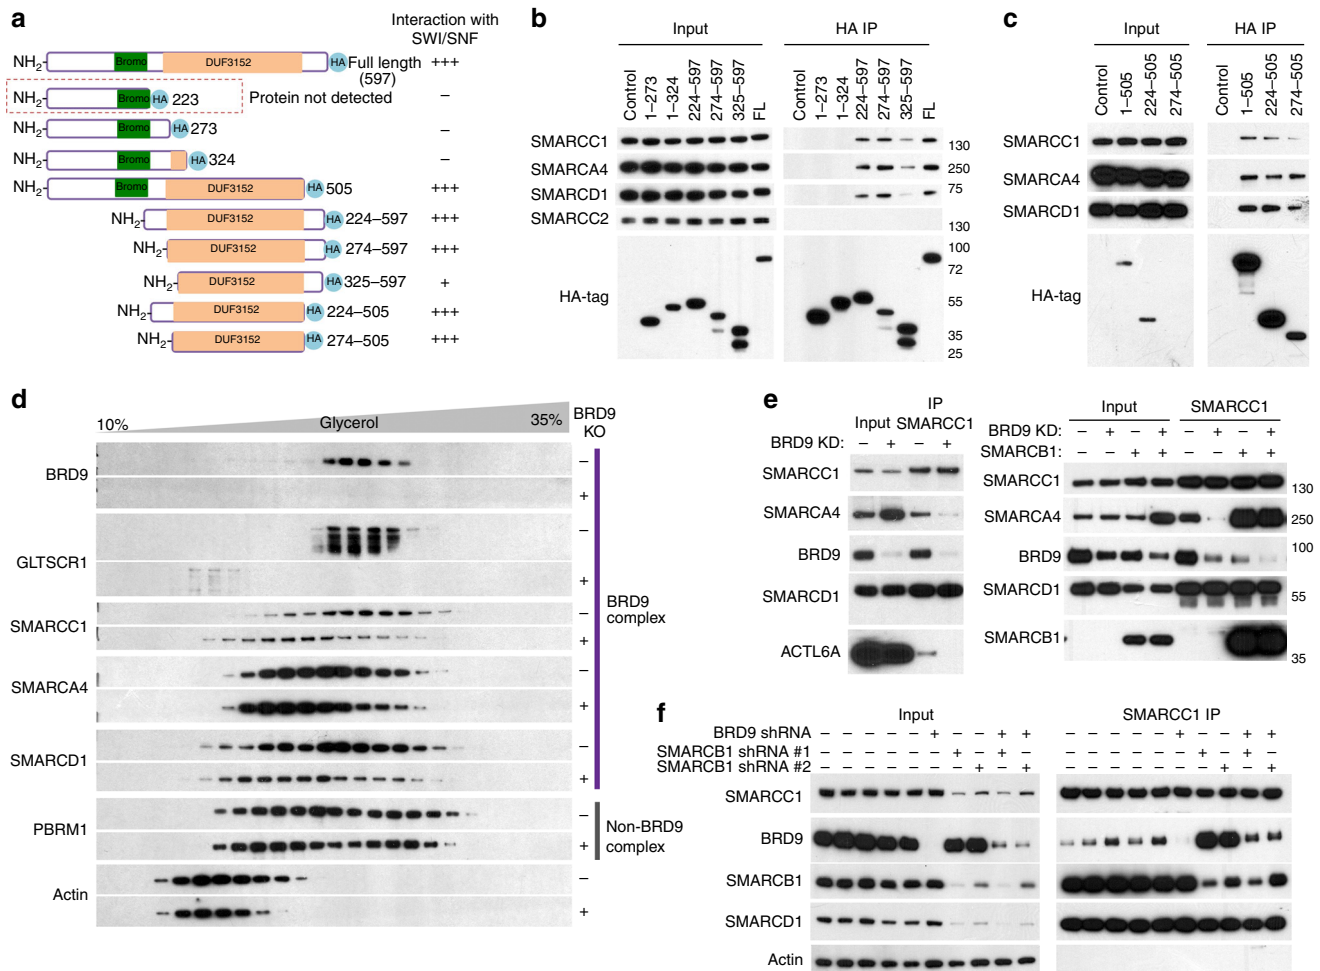 a
Interaction with
SWI/SNF
NH2- Bromo DUF3152 HA Full length (597) +++
NH2- Bromo HA 223 Protein not detected –
NH2- Bromo HA 273 –
NH2- Bromo HA 324 –
NH2- Bromo DUF3152 HA 505 +++
NH2- DUF3152 HA 224–597 +++
NH2- DUF3152 HA 274–597 +++
NH2- DUF3152 HA 325–597 +
NH2- DUF3152 HA 224–505 +++
NH2- DUF3152 HA 274–505 +++
b
Input HA IP
Control 1–273 1–324 224–597 274–597 325–597 FL Control 1–273 1–324 224–597 274–597 325–597 FL
SMARCC1 130
SMARCA4 250
SMARCD1 75
SMARCC2 130
HA-tag
100
72
55
35
25
c
Input HA IP
Control 1–505 224–505 274–505 Control 1–505 224–505 274–505
SMARCC1
SMARCA4
SMARCD1
HA-tag
d
10% Glycerol 35% BRD9 KO
BRD9 –
+
GLTSCR1 –
+
SMARCC1 –
+
SMARCA4 –
+
SMARCD1 –
+
BRD9
complex
PBRM1 –
+
Non-BRD9
complex
Actin –
+
e
IP
Input SMARCC1
BRD9 KD: – + – +
SMARCC1
SMARCA4
BRD9
SMARCD1
ACTL6A
Input SMARCC1
BRD9 KD: – + – + – + – +
SMARCB1: – – + + – – + +
SMARCC1 130
SMARCA4 250
BRD9 100
SMARCD1 55
SMARCB1 35
f
Input SMARCC1 IP
BRD9 shRNA – – – – – + – – + + – – – – – + – – + +
SMARCB1 shRNA #1 – – – – – – + – + – – – – – – – + – + –
SMARCB1 shRNA #2 – – – – – – – + – + – – – – – – – + – +
SMARCC1
BRD9
SMARCB1
SMARCD1
Actin